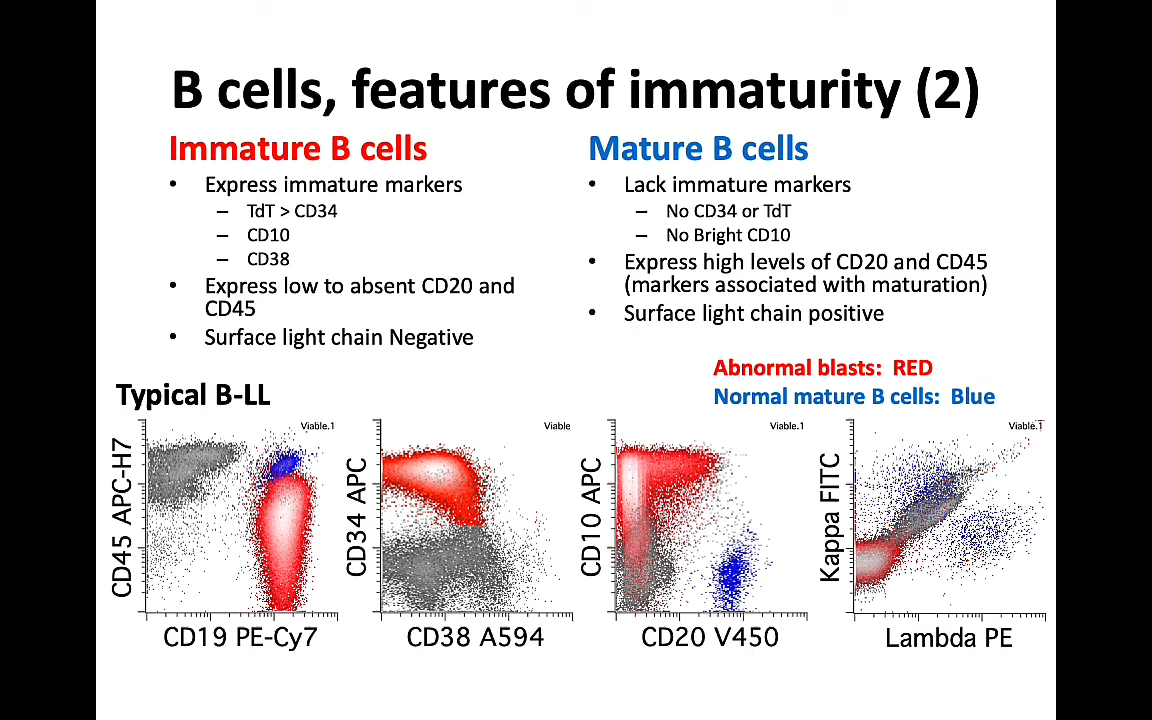 B cells, features of immaturity (2)
Immature B cells
• Express immature markers
– TdT > CD34
– CD10
– CD38
• Express low to absent CD20 and
CD45
• Surface light chain Negative
Mature B cells
• Lack immature markers
– No CD34 or TdT
– No Bright CD10
• Express high levels of CD20 and CD45
(markers associated with maturation)
• Surface light chain positive
Abnormal blasts: RED
Normal mature B cells: Blue
Typical B-LL
Viable.1
CD45 APC-H7
CD19 PE-Cy7
Viable
CD34 APC
CD38 A594
Viable.1
CD10 APC
CD20 V450
Viable.1
Kappa FITC
Lambda PE